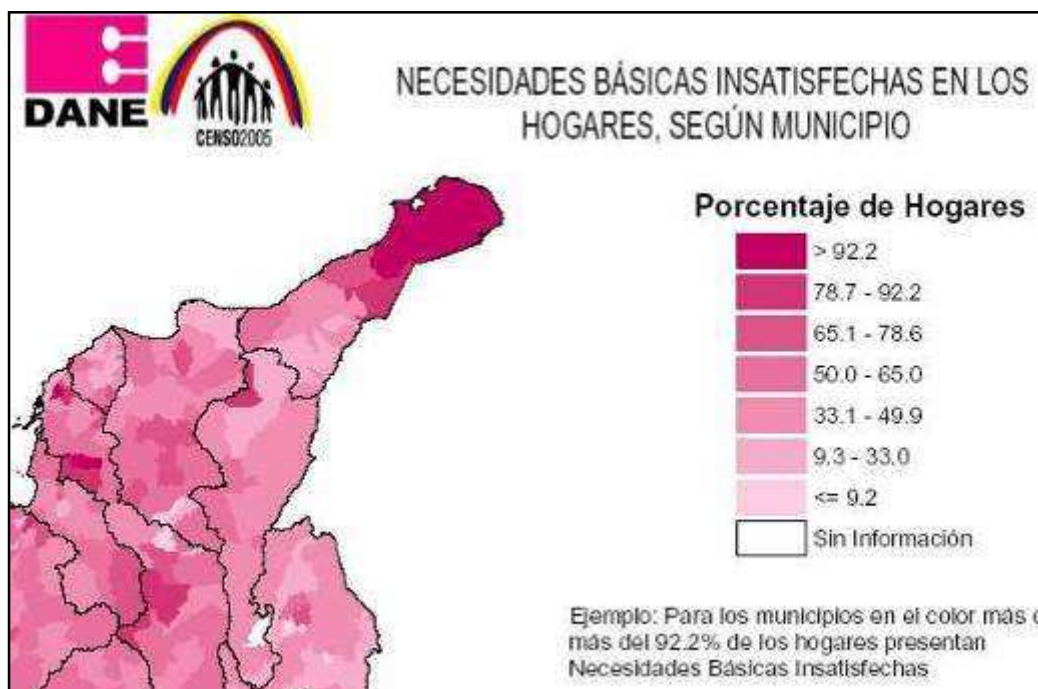 DANE
CENSO2005
NECESIDADES BÁSICAS INSATISFECHAS EN LOS
HOGARES, SEGÚN MUNICIPIO
Porcentaje de Hogares
> 92.2
78.7 - 92.2
65.1 - 78.6
50.0 - 65.0
33.1 - 49.9
9.3 - 33.0
<= 9.2
Sin Información
Ejemplo: Para los municipios en el color más
más del 92.2% de los hogares presentan
Necesidades Básicas Insatisfechas